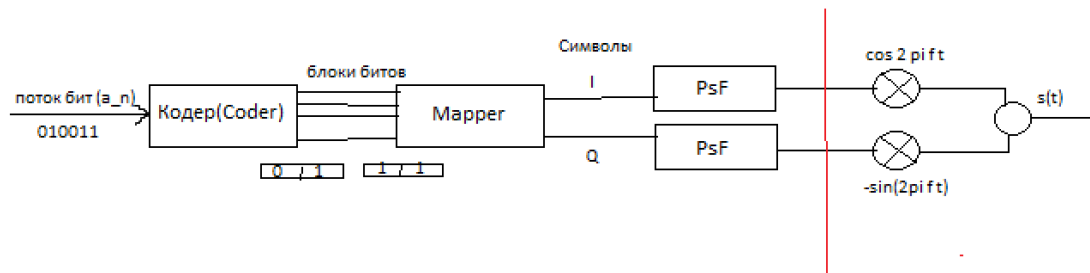 поток бит (a_n)
010011
Кодер(Coder)
блоки битов
0 , 1
1 , 1
Mapper
Символы
I
Q
PsF
PsF
cos 2 pi f t
-sin(2pi f t)
s(t)